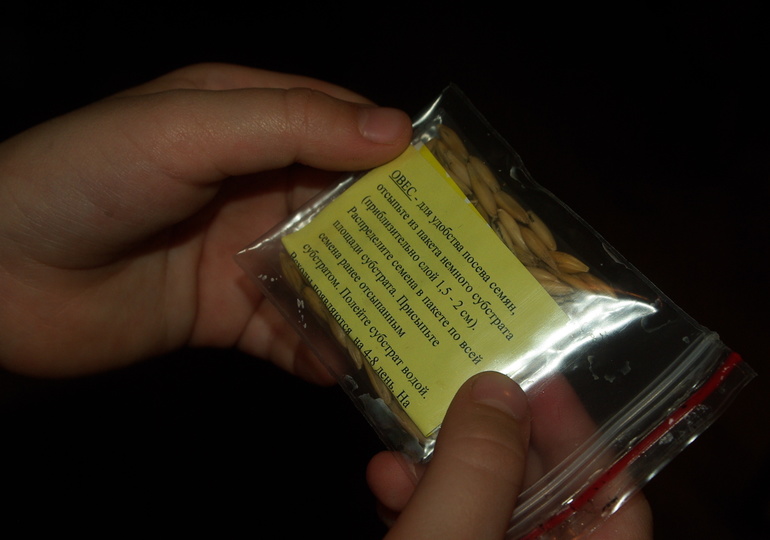 ОВЕС - для удобства посева семян,
отсыпьте из пакета немного субстрата
(приблизительно слой 1,5 - 2 см).
Распределите семена в пакете по всей
площади субстрата. Присыпьте
семена ранее отсыпанным
субстратом. Полейте субстрат водой.
появляются на 4-8 день. На